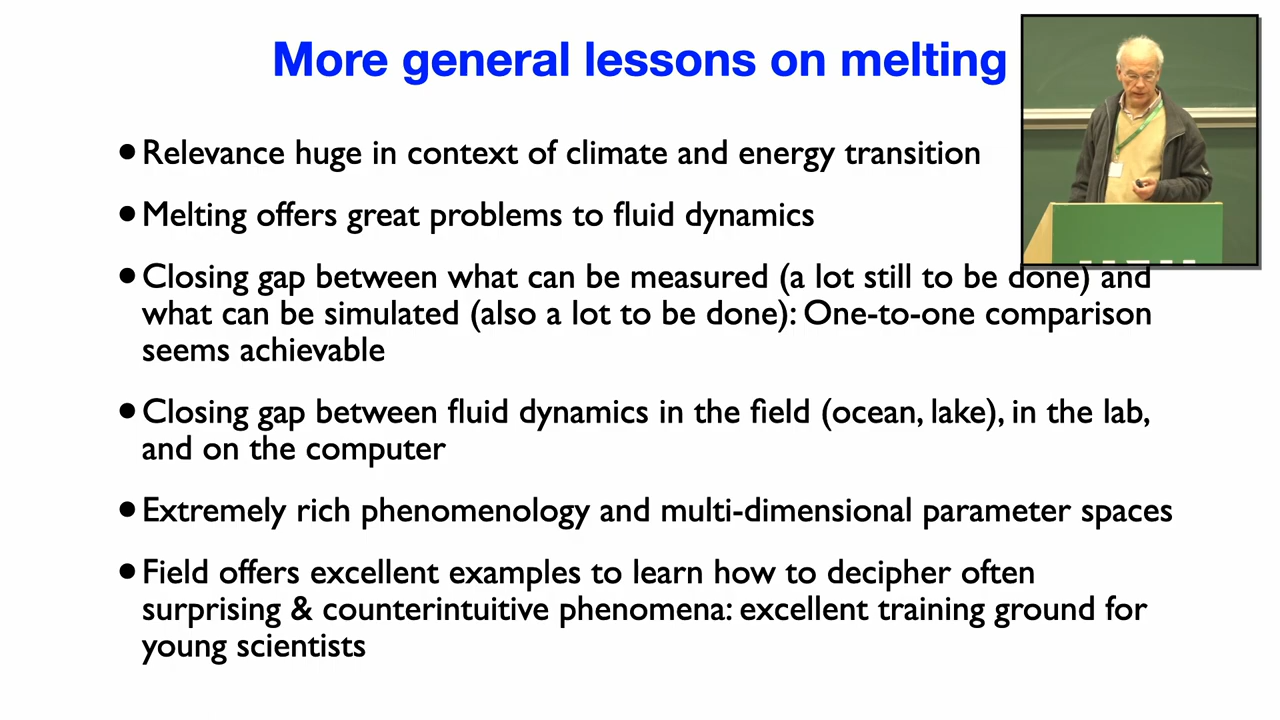 More general lessons on melting
• Relevance huge in context of climate and energy transition
• Melting offers great problems to fluid dynamics
• Closing gap between what can be measured (a lot still to be done) and
what can be simulated (also a lot to be done): One-to-one comparison
seems achievable
• Closing gap between fluid dynamics in the field (ocean, lake), in the lab,
and on the computer
• Extremely rich phenomenology and multi-dimensional parameter spaces
• Field offers excellent examples to learn how to decipher often
surprising & counterintuitive phenomena: excellent training ground for
young scientists